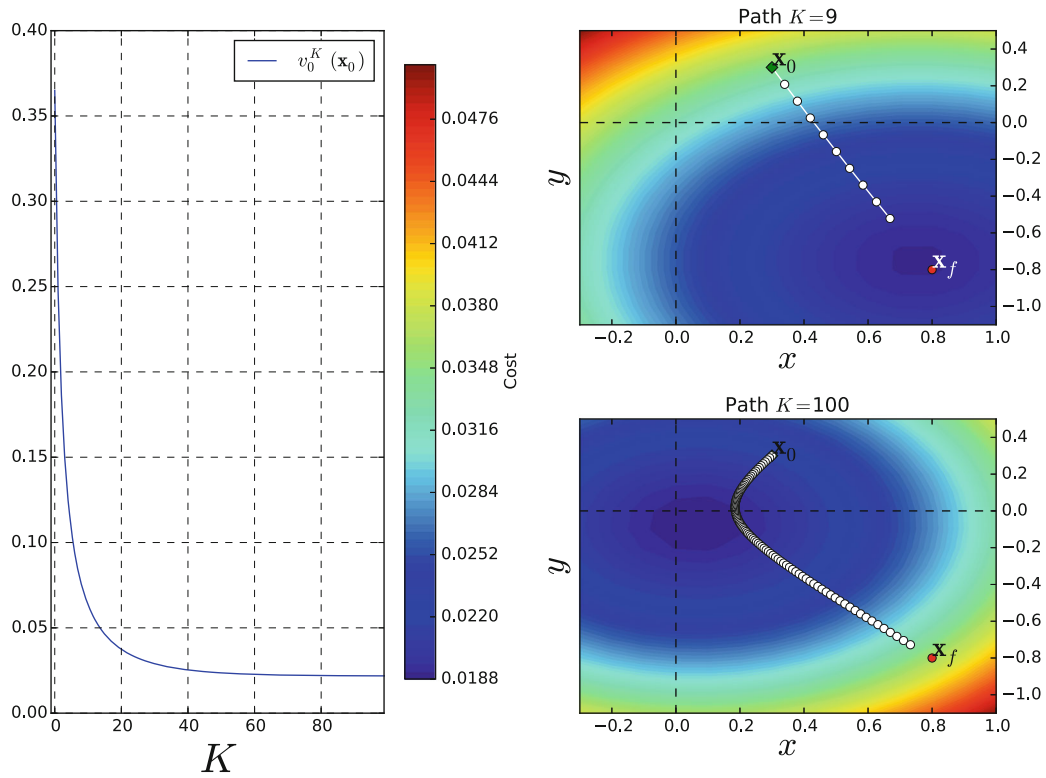 0.40
0.35
0.30
0.25
0.20
0.15
0.10
0.05
0.00
0 20 40 60 80
K
v_0^K (x_0)
0.0476
0.0444
0.0412
0.0380
0.0348
0.0316
0.0284
0.0252
0.0220
0.0188
Cost
Path K=9
x_0
x_f
y
0.4
0.2
0.0
−0.2
−0.4
−0.6
−0.8
−1.0
−0.2 0.0 0.2 0.4 0.6 0.8 1.0
x
Path K=100
x_0
x_f
y
0.4
0.2
0.0
−0.2
−0.4
−0.6
−0.8
−1.0
−0.2 0.0 0.2 0.4 0.6 0.8 1.0
x